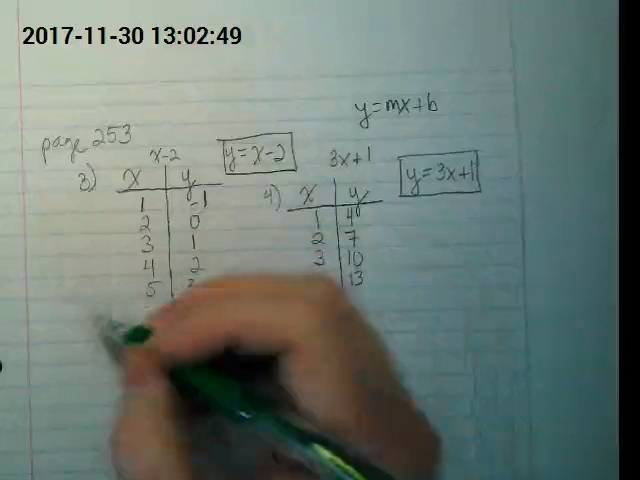 2017-11-30 13:02:49
y=mx+b
page 253
3) x-2 y=x-2
x y
1 -1
2 0
3 1
4 2
5
4) 3x+1 y=3x+1
x y
1 4
2 7
3 10
13